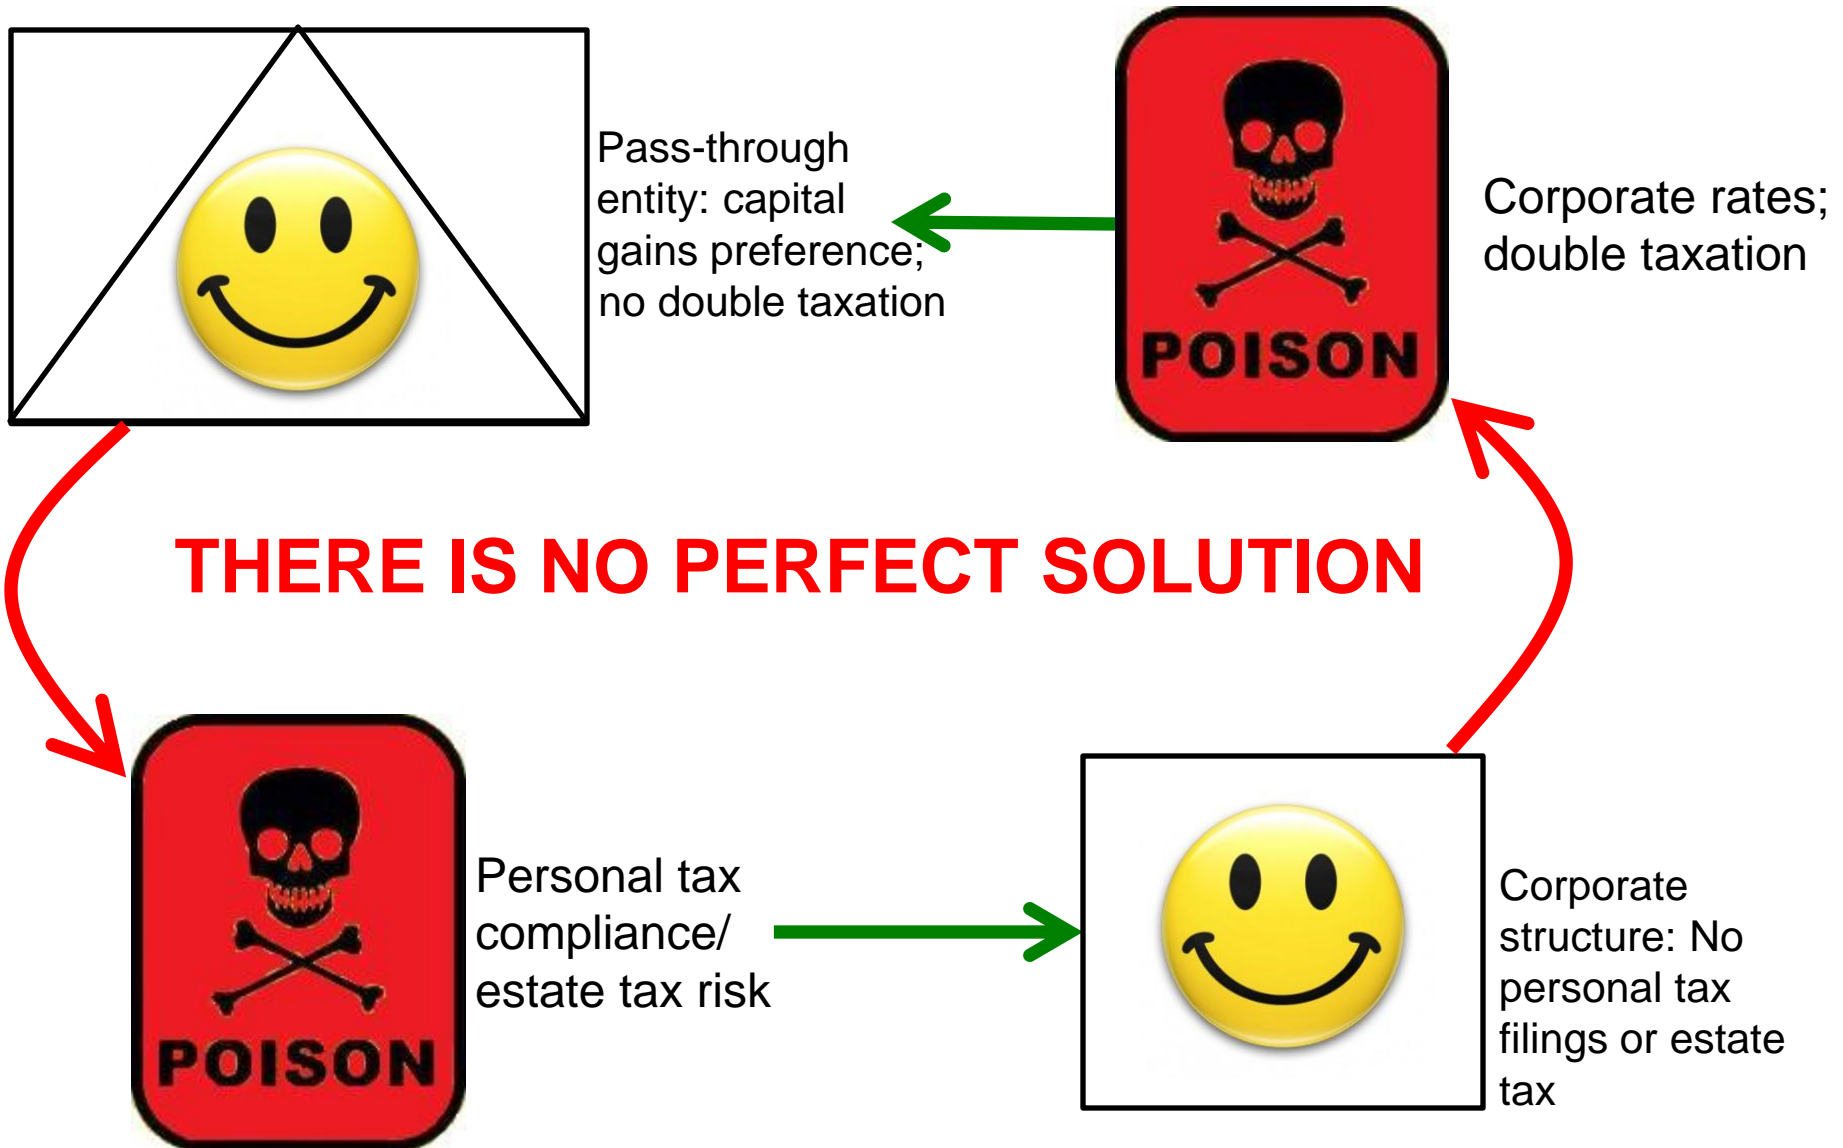 Pass-through
entity: capital
gains preference;
no double taxation
POISON
Corporate rates;
double taxation
THERE IS NO PERFECT SOLUTION
POISON
Personal tax
compliance/
estate tax risk
Corporate
structure: No
personal tax
filings or estate
tax